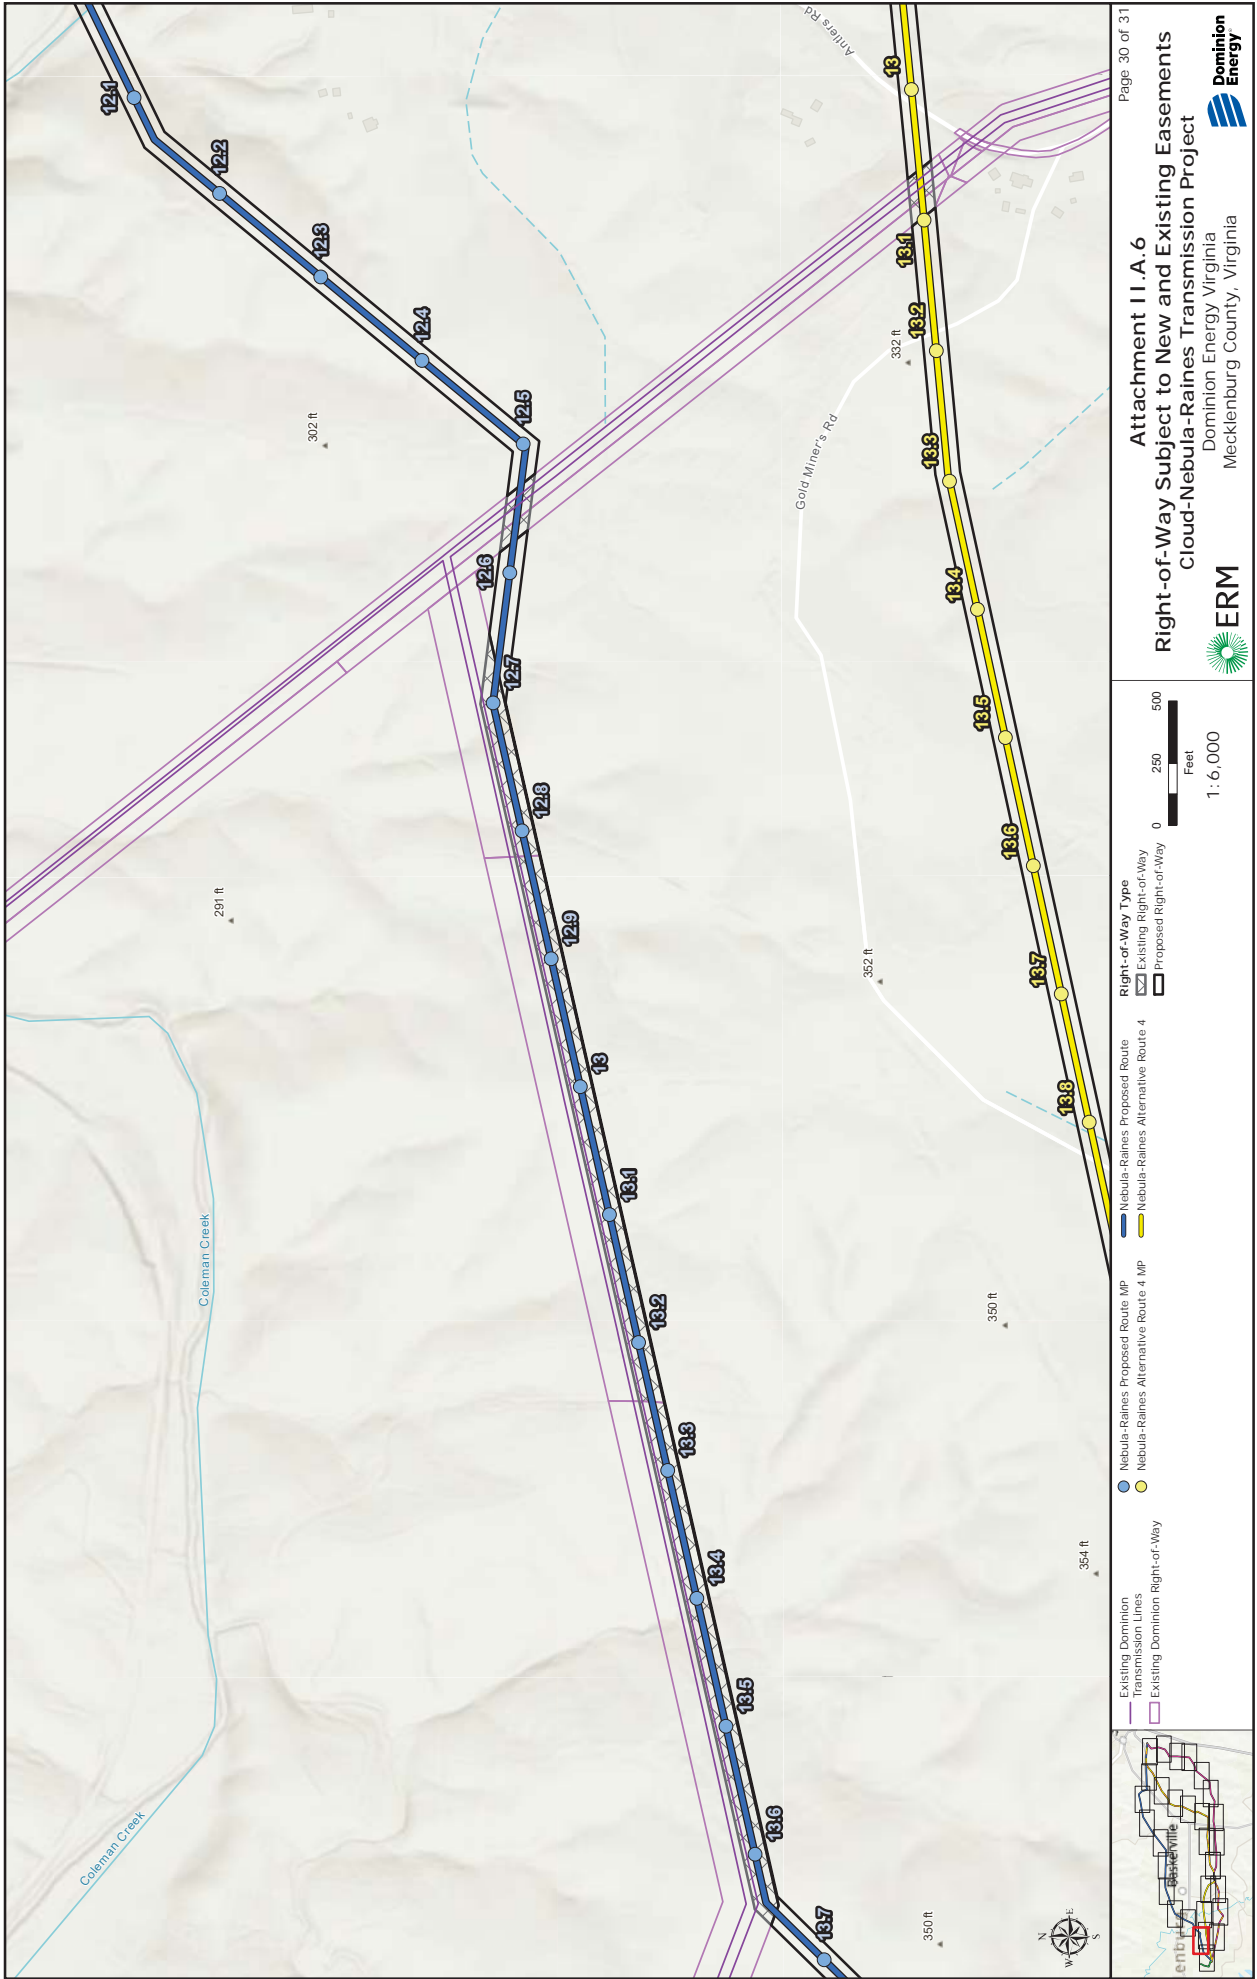 Coleman Creek
Coleman Creek
291 ft
302 ft
12.1
12.2
12.3
12.4
12.5
12.6
12.7
12.8
12.9
13
13.1
13.2
13.3
13.4
13.5
13.6
13.7
Antlers Rd
Gold Miner's Rd
332 ft
352 ft
350 ft
354 ft
350 ft
13
13.1
13.2
13.3
13.4
13.5
13.6
13.7
13.8
N
W
E
S
enburg
Baskerville
Existing Dominion
Transmission Lines
Existing Dominion Right-of-Way
Nebula-Raines Proposed Route MP
Nebula-Raines Alternative Route 4 MP
Nebula-Raines Proposed Route
Nebula-Raines Alternative Route 4
Right-of-Way Type
Existing Right-of-Way
Proposed Right-of-Way
0 250 500
Feet
1:6,000
Page 30 of 31
Attachment II.A.6
Right-of-Way Subject to New and Existing Easements
Cloud-Nebula-Raines Transmission Project
Dominion Energy Virginia
Mecklenburg County, Virginia
ERM
Dominion
Energy®